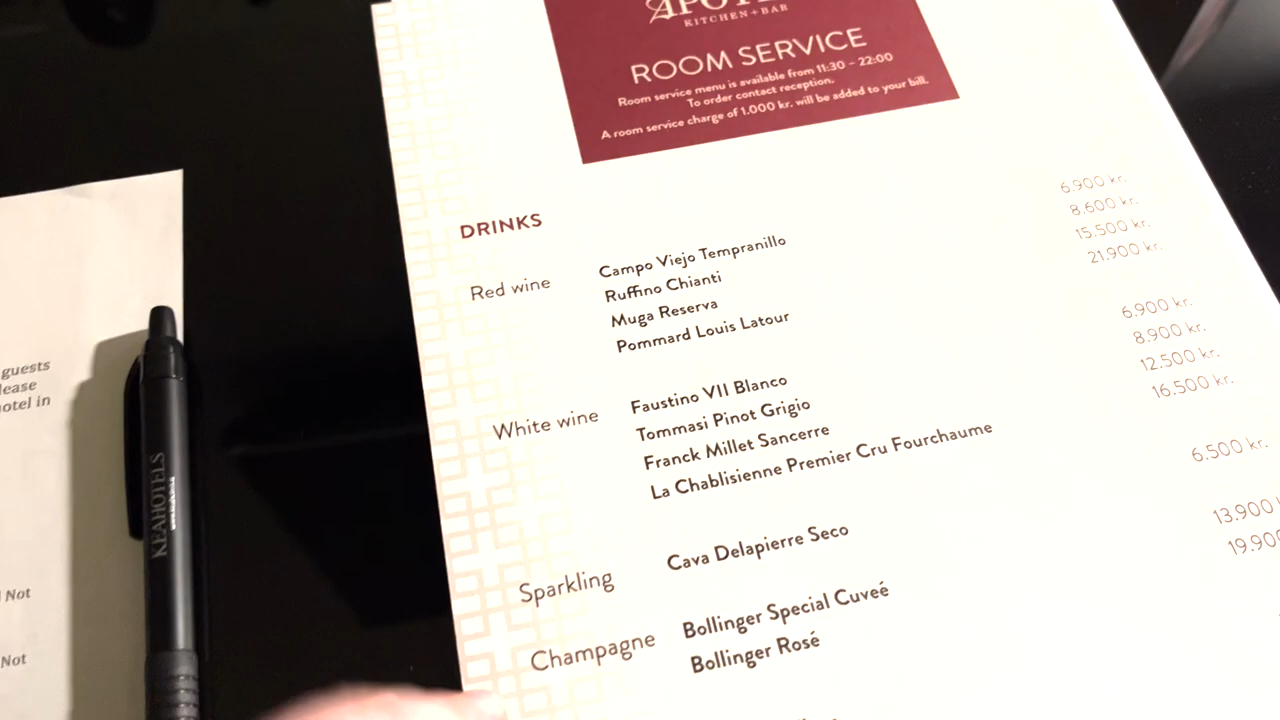 KITCHEN+BAR
ROOM SERVICE
Room service menu is available from 11:30 – 22:00
To order contact reception.
A room service charge of 1.000 kr. will be added to your bill.
DRINKS
Red wine
Campo Viejo Tempranillo 6.900 kr.
Ruffino Chianti 8.600 kr.
Muga Reserva 15.500 kr.
Pommard Louis Latour 21.900 kr.
White wine
Faustino VII Blanco 6.900 kr.
Tommasi Pinot Grigio 8.900 kr.
Franck Millet Sancerre 12.500 kr.
La Chablisienne Premier Cru Fourchaume 16.500 kr.
Sparkling
Cava Delapierre Seco 6.500 kr.
Champagne
Bollinger Special Cuveé 13.900
Bollinger Rosé 19.900
guests
hotel in
Not
Not
KEAHOTELS